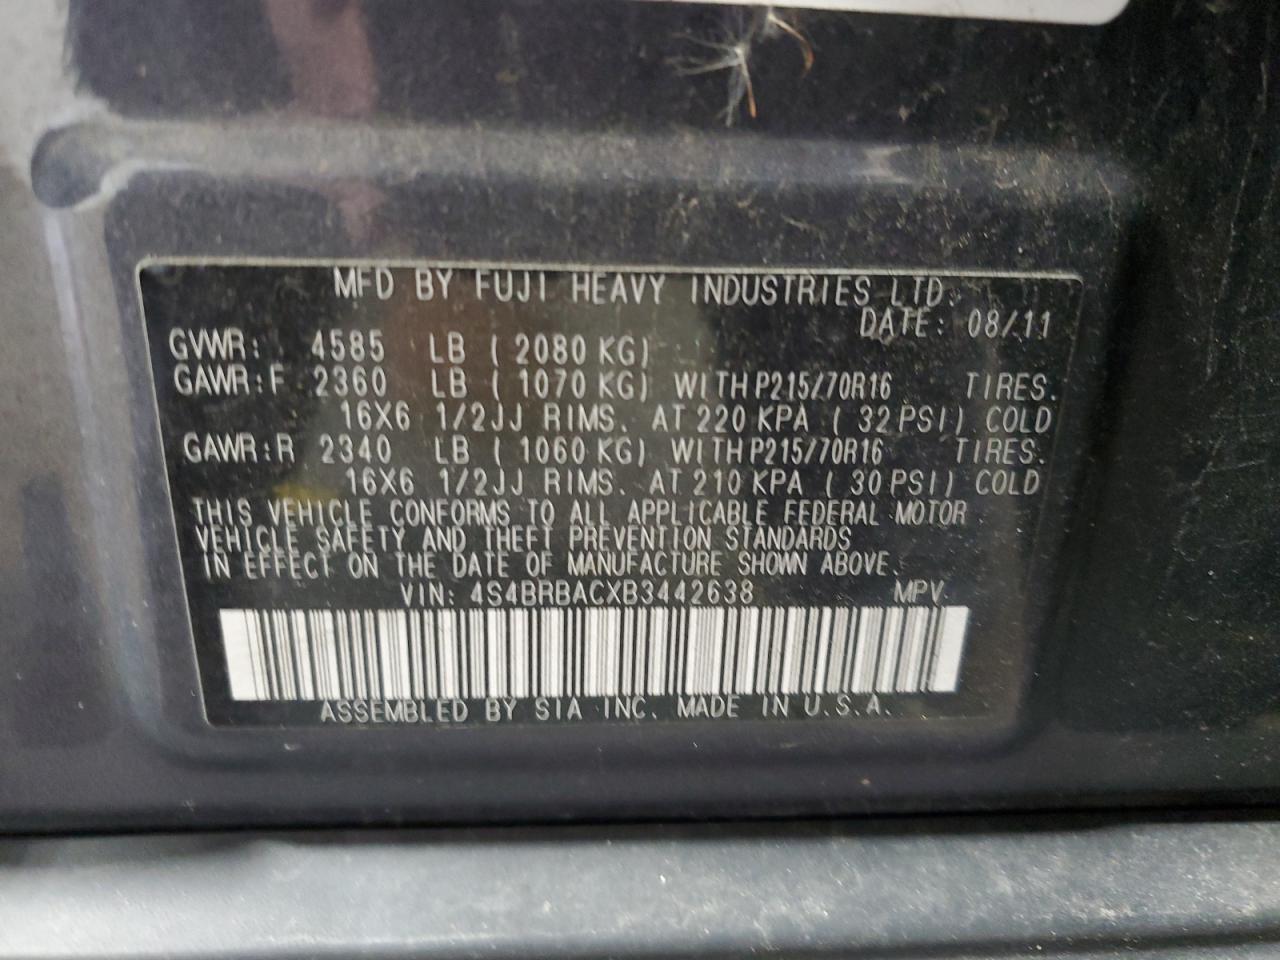 MFD BY FUJI HEAVY INDUSTRIES LTD.
DATE: 08/11
GVWR: 4585 LB ( 2080 KG)
GAWR:F 2360 LB ( 1070 KG) WITH P215/70R16 TIRES.
16X6 1/2JJ RIMS. AT 220 KPA ( 32 PSI) COLD
GAWR:R 2340 LB ( 1060 KG) WITH P215/70R16 TIRES.
16X6 1/2JJ RIMS. AT 210 KPA ( 30 PSI) COLD
THIS VEHICLE CONFORMS TO ALL APPLICABLE FEDERAL MOTOR
VEHICLE SAFETY AND THEFT PREVENTION STANDARDS
IN EFFECT ON THE DATE OF MANUFACTURE SHOWN ABOVE.
VIN: 4S4BRBACXB3442638 MPV
ASSEMBLED BY SIA INC. MADE IN U.S.A.